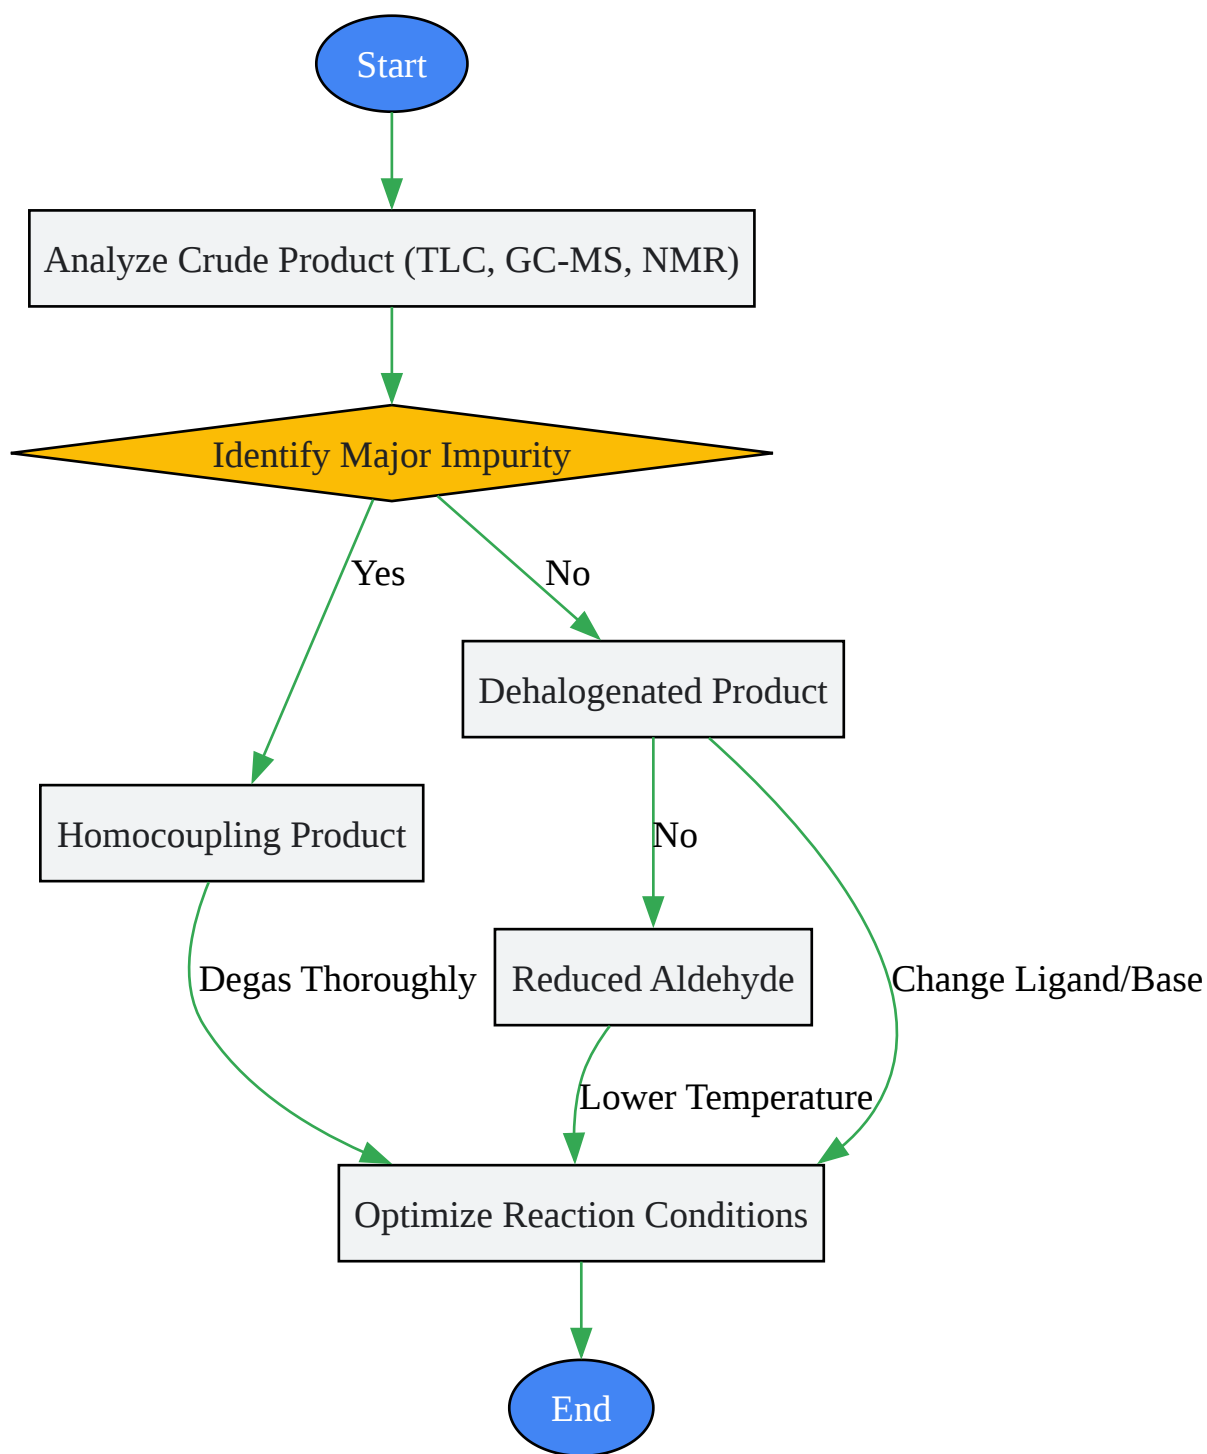 Start
Analyze Crude Product (TLC, GC-MS, NMR)
Identify Major Impurity
Yes
No
Dehalogenated Product
Homocoupling Product
No
Degas Thoroughly
Reduced Aldehyde
Change Ligand/Base
Lower Temperature
Optimize Reaction Conditions
End